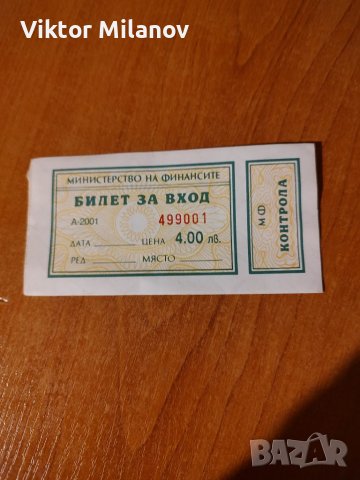 Viktor Milanov
МИНИСТЕРСТВО НА ФИНАНСИТЕ
БИЛЕТ ЗА ВХОД
А-2001 499001
ДАТА ЦЕНА 4.00 лв.
РЕД МЯСТО
МФ
КОНТРОЛА
BAZAR